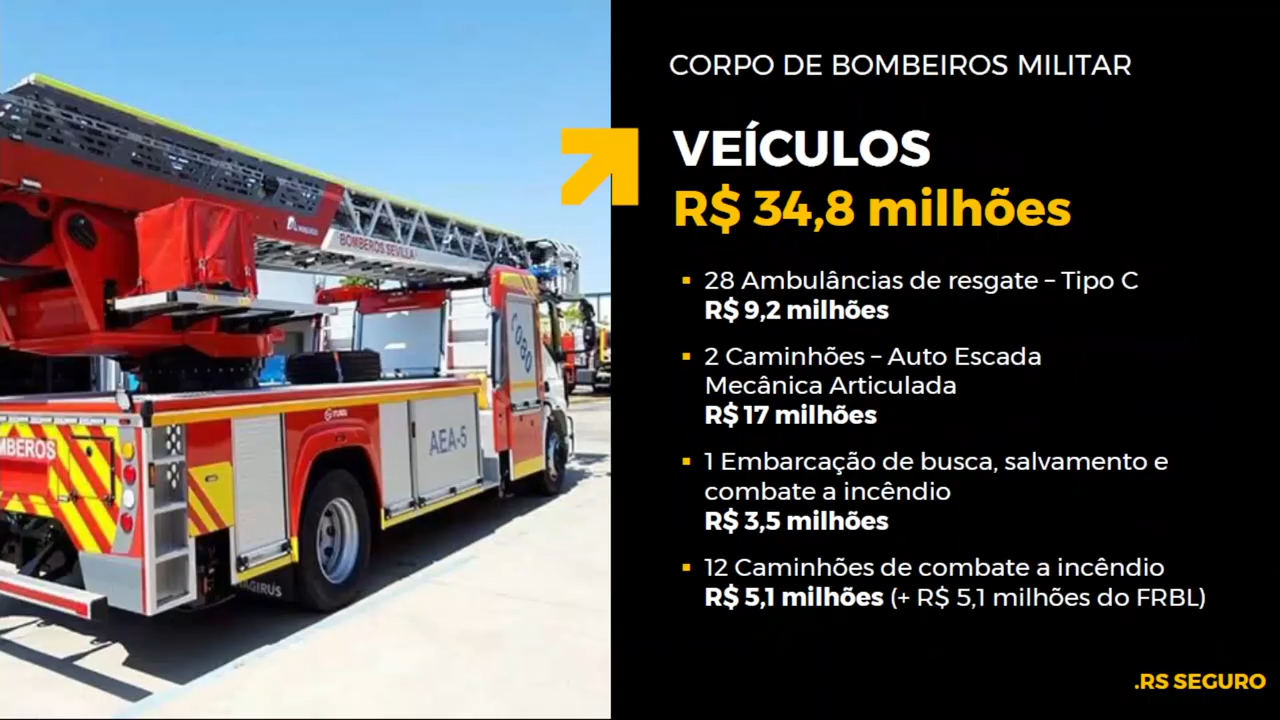 CORPO DE BOMBEIROS MILITAR
VEÍCULOS
R$ 34,8 milhões
▪ 28 Ambulâncias de resgate – Tipo C
R$ 9,2 milhões
▪ 2 Caminhões – Auto Escada
Mecânica Articulada
R$ 17 milhões
▪ 1 Embarcação de busca, salvamento e
combate a incêndio
R$ 3,5 milhões
▪ 12 Caminhões de combate a incêndio
R$ 5,1 milhões (+ R$ 5,1 milhões do FRBL)
.RS SEGURO
BOMBEROS SEVILLA
AEA-5
MBEROS
MAGIRUS